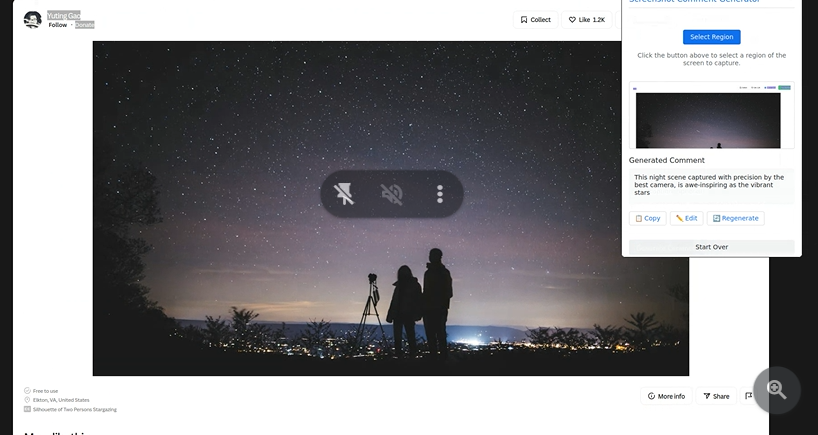 Yuting Gao
Follow • Donate
Collect
Like 1.2K
Screenshot Comment Generator
Select Region
Click the button above to select a region of the
screen to capture.
Generated Comment
This night scene captured with precision by the
best camera, is awe-inspiring as the vibrant
stars
Copy
Edit
Regenerate
Start Over
Free to use
Elkton, VA, United States
Silhouette of Two Persons Stargazing
More info
Share
More like this